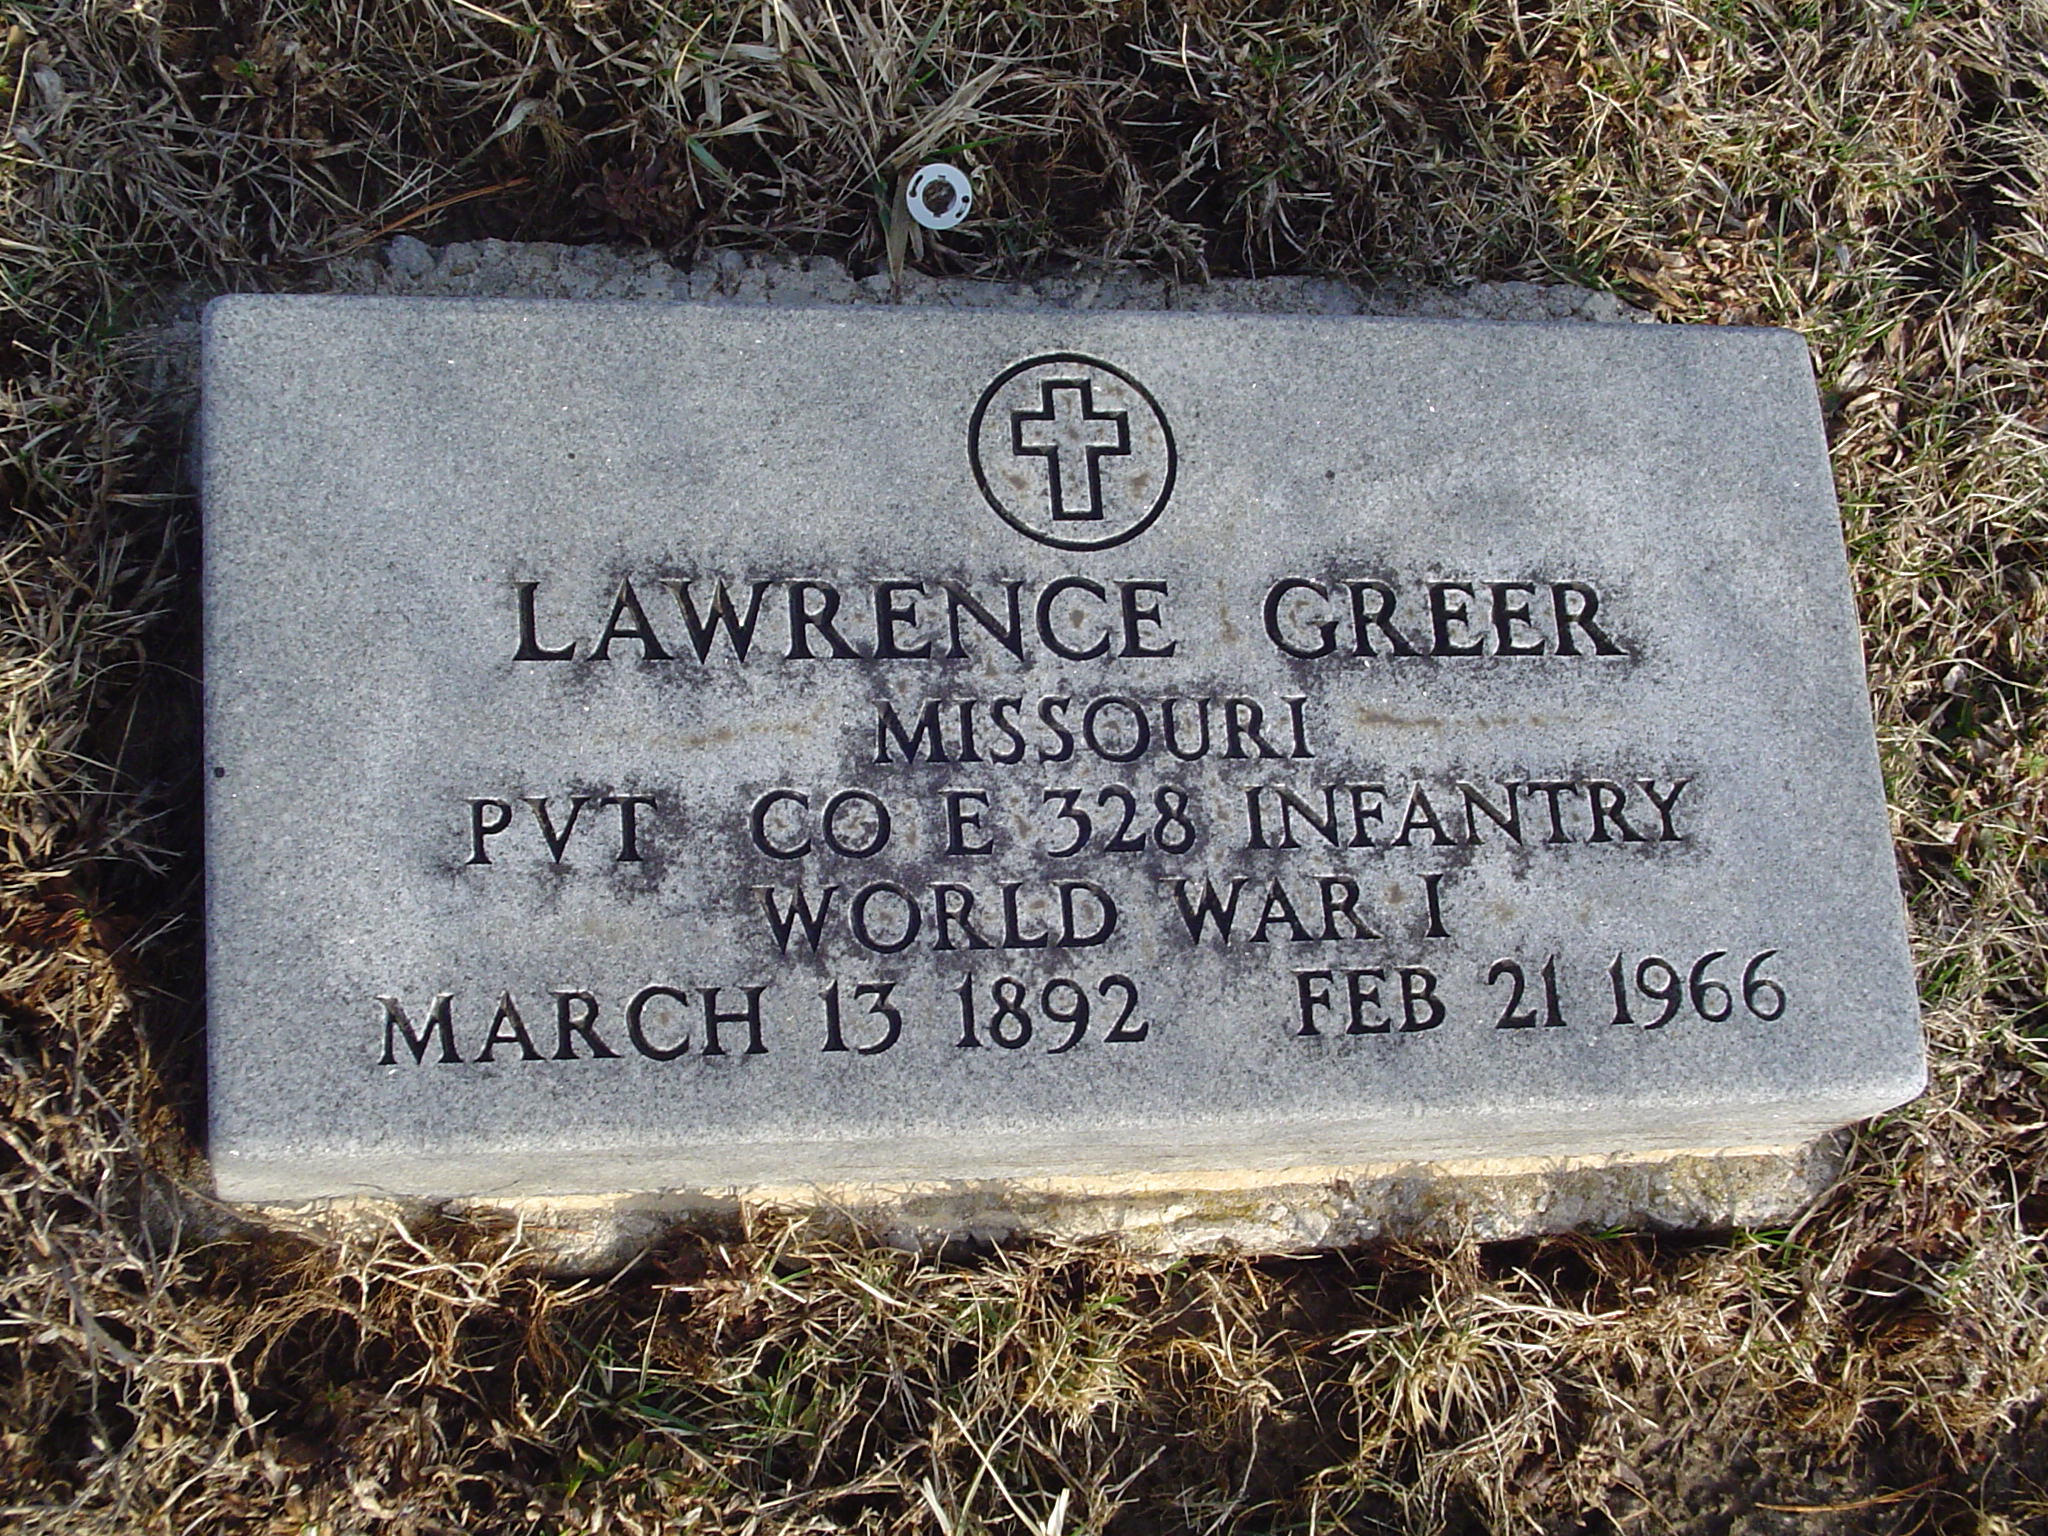 LAWRENCE GREER
MISSOURI
PVT CO E 328 INFANTRY
WORLD WAR I
MARCH 13 1892 FEB 21 1966